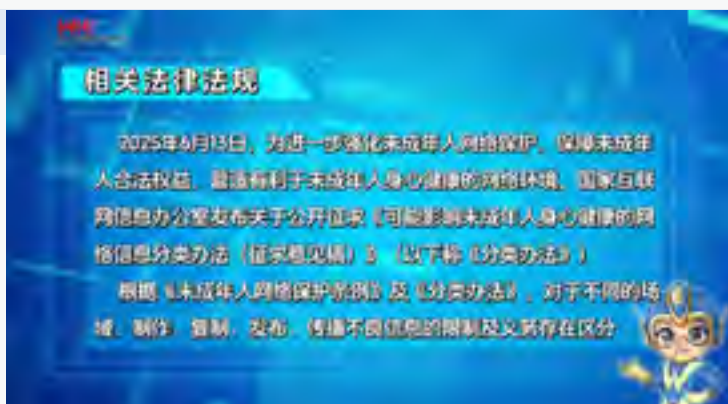 相关法律法规
2025年6月13日，为进一步强化未成年人网络保护，保障未成年
人合法权益，营造有利于未成年人身心健康的网络环境，国家互联
网信息办公室发布关于公开征求《可能影响未成年人身心健康的网
络信息分类办法（征求意见稿）》（以下称《分类办法》）
根据《未成年人网络保护条例》及《分类办法》，对于不同的场
域，制作、复制、发布、传播不良信息的限制及义务存在区分